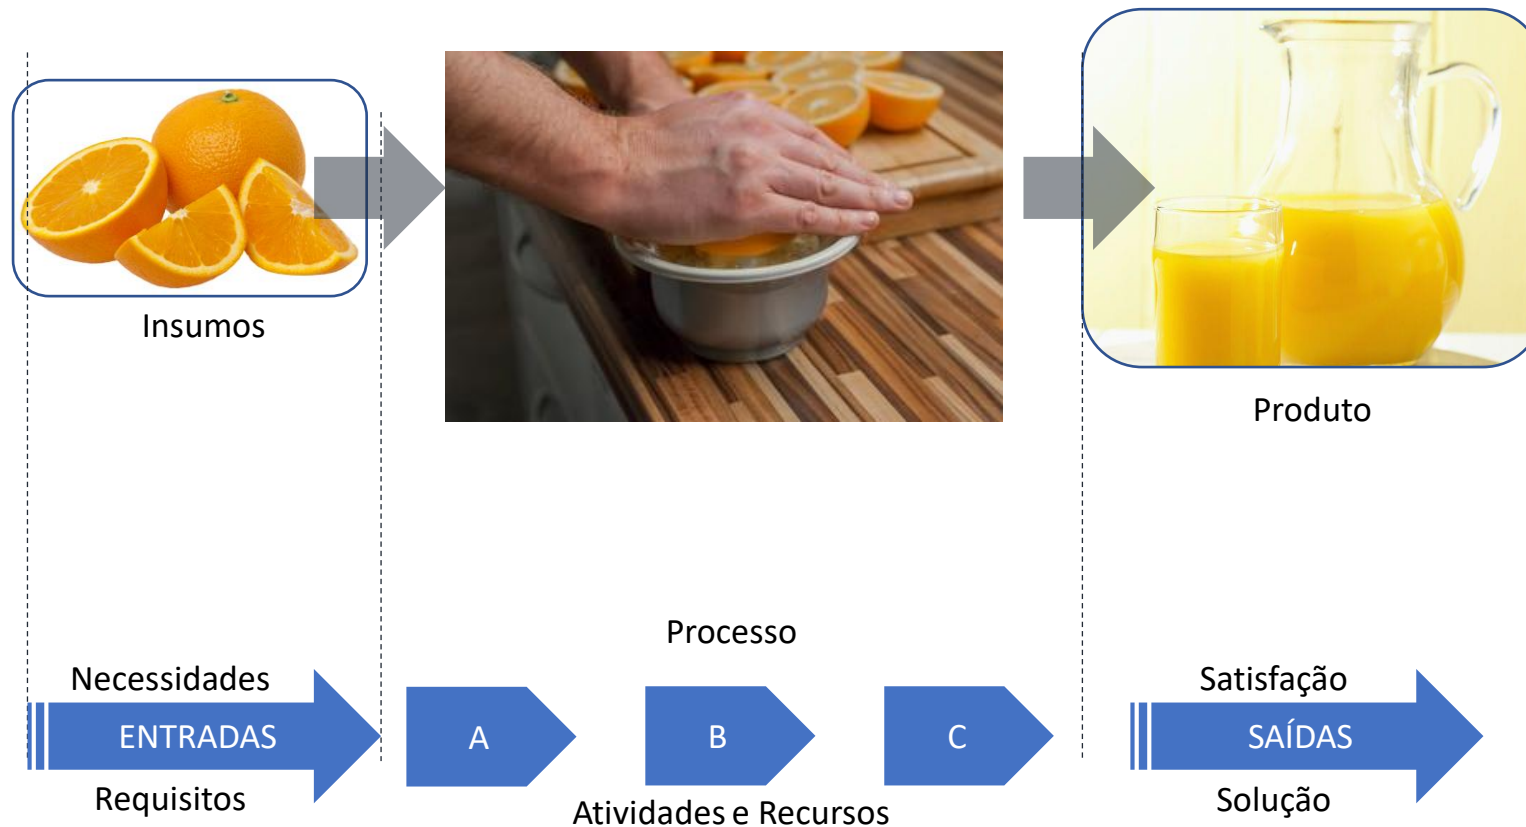 Insumos
Produto
Processo
Necessidades
ENTRADAS
Requisitos
A
B
C
Atividades e Recursos
Satisfação
SAÍDAS
Solução